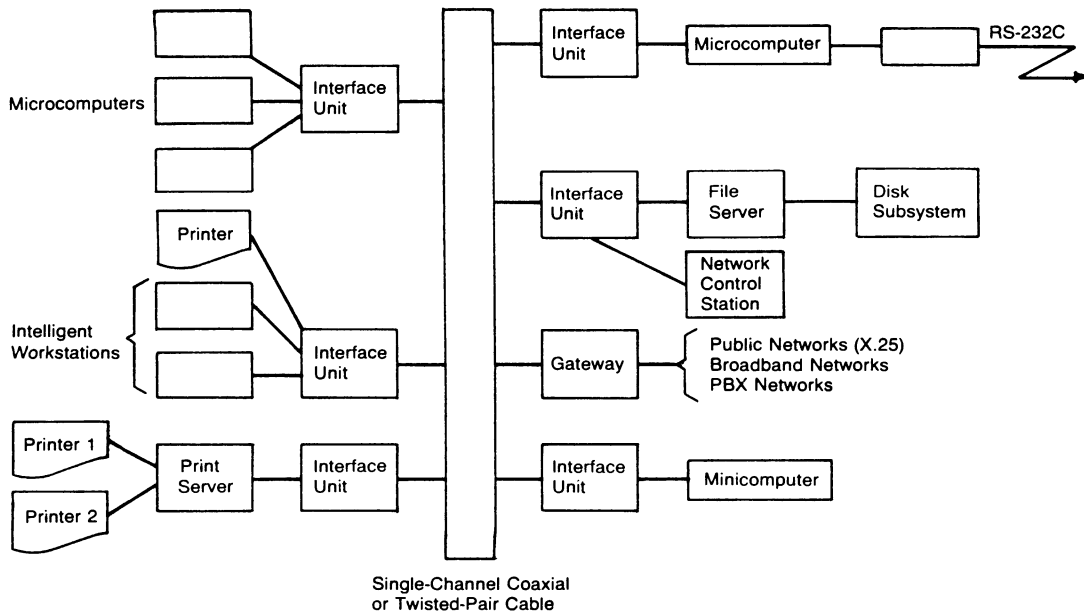 Microcomputers
Interface
Unit
Printer
Intelligent
Workstations
Interface
Unit
Printer 1
Printer 2
Print
Server
Interface
Unit
Single-Channel Coaxial
or Twisted-Pair Cable
Interface
Unit
Microcomputer
RS-232C
Interface
Unit
File
Server
Disk
Subsystem
Network
Control
Station
Gateway
Public Networks (X.25)
Broadband Networks
PBX Networks
Interface
Unit
Minicomputer